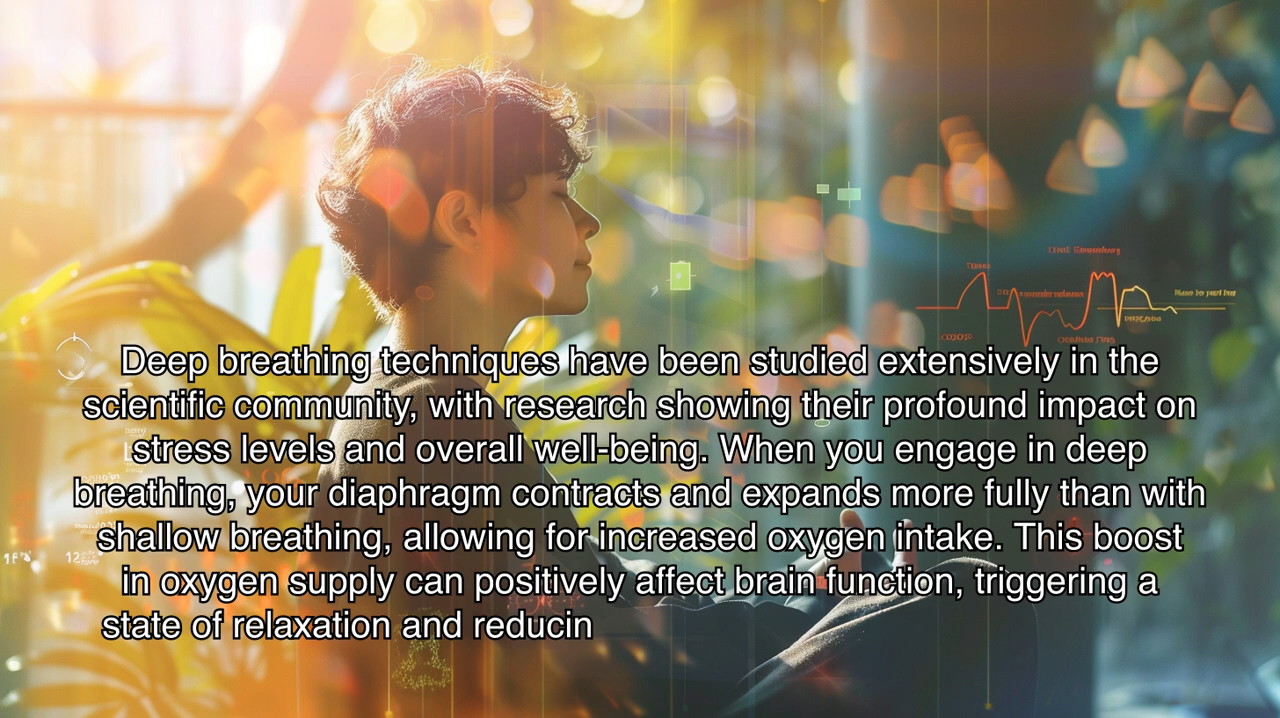 Deep breathing techniques have been studied extensively in the
scientific community, with research showing their profound impact on
stress levels and overall well-being. When you engage in deep
breathing, your diaphragm contracts and expands more fully than with
shallow breathing, allowing for increased oxygen intake. This boost
in oxygen supply can positively affect brain function, triggering a
state of relaxation and reducin